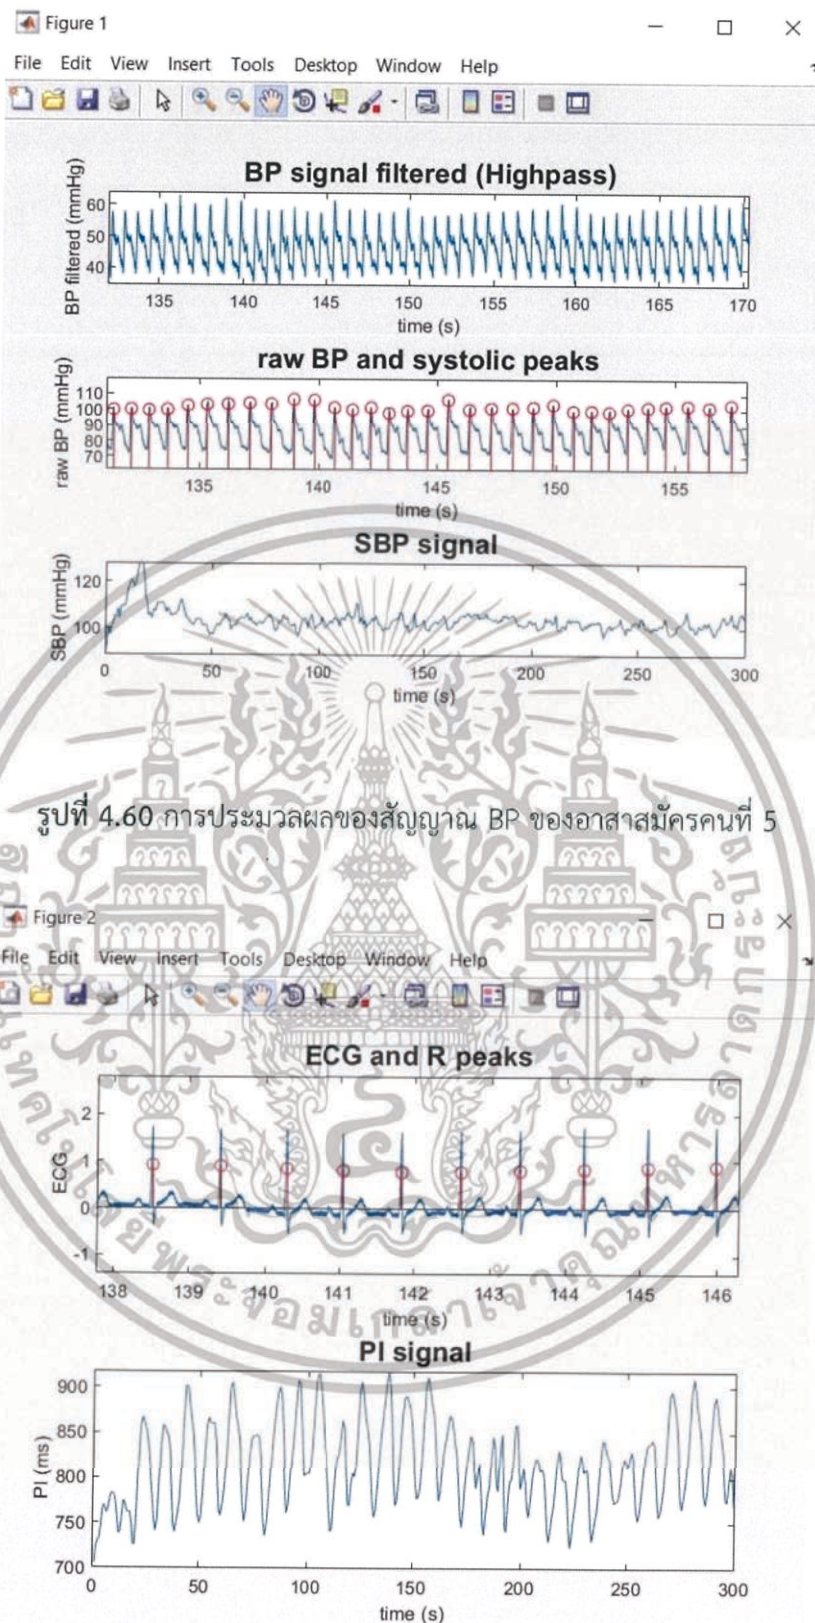 Figure 1
File Edit View Insert Tools Desktop Window Help
BP signal filtered (Highpass)
BP filtered (mmHg)
60
50
40
135 140 145 150 155 160 165 170
time (s)
raw BP and systolic peaks
raw BP (mmHg)
110
100
90
80
70
135 140 145 150 155
time (s)
SBP signal
SBP (mmHg)
120
100
0 50 100 150 200 250 300
time (s)
รูปที่ 4.60 การประมวลผลของสัญญาณ BP ของอาสาสมัครคนที่ 5
Figure 2
File Edit View Insert Tools Desktop Window Help
ECG and R peaks
ECG
2
1
0
-1
138 139 140 141 142 143 144 145 146
time (s)
PI signal
PI (ms)
900
850
800
750
700
0 50 100 150 200 250 300
time (s)